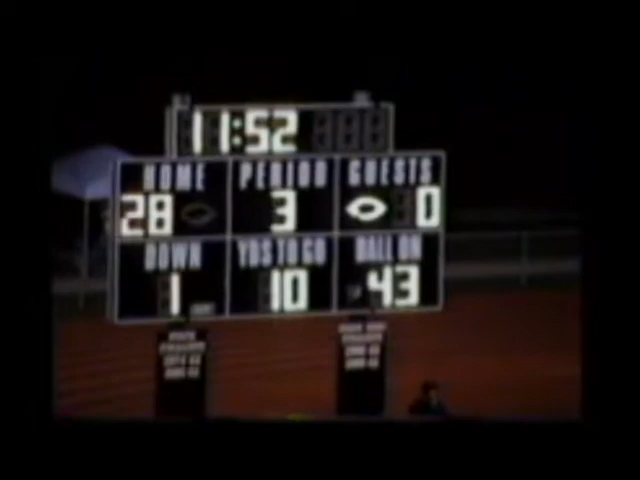 11:52
HOME PERIOD GUESTS
28 3 0
DOWN YDS TO GO BALL ON
1 10 43